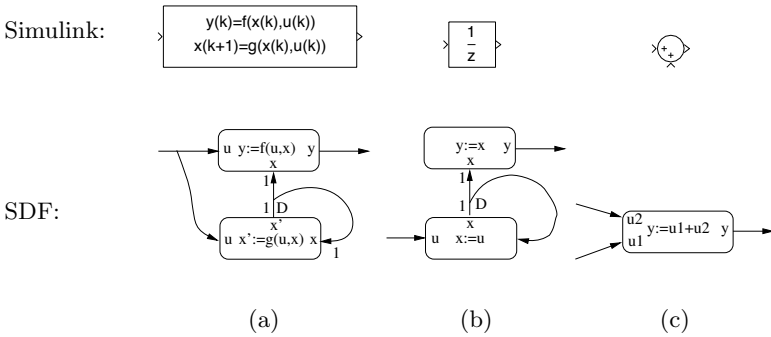 Simulink:
y(k)=f(x(k),u(k))
x(k+1)=g(x(k),u(k))
1
z
+
+
SDF:
u y:=f(u,x) y
x
1
1 D
x'
u x':=g(u,x) x
1
y:=x y
x
1
1 D
x
u x:=u
u2
y:=u1+u2 y
u1
(a)
(b)
(c)